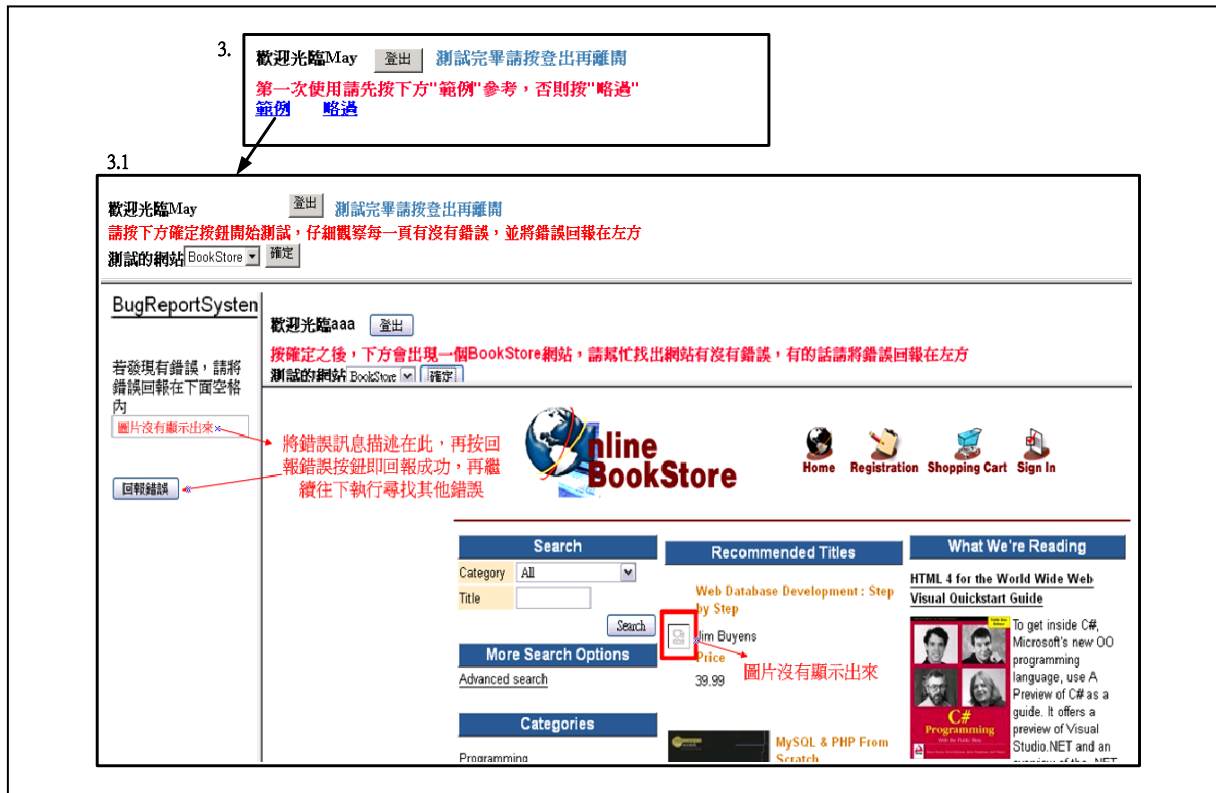 3.
歡迎光臨May 登出 測試完畢請按登出再離開
第一次使用請先按下方"範例"參考，否則按"略過"
範例 略過
3.1
歡迎光臨May 登出 測試完畢請按登出再離開
請按下方確定按鈕開始測試，仔細觀察每一頁有沒有錯誤，並將錯誤回報在左方
測試的網站 BookStore 確定
BugReportSysten
若發現有錯誤，請將
錯誤回報在下面空格
內
圖片沒有顯示出來
回報錯誤
歡迎光臨aaa 登出
按確定之後，下方會出現一個BookStore網站，請幫忙找出網站有沒有錯誤，有的話請將錯誤回報在左方
測試的網站 BookStore 確定
將錯誤訊息描述在此，再按回
報錯誤按鈕即回報成功，再繼
續往下執行尋找其他錯誤
nline
BookStore
Home Registration Shopping Cart Sign In
Search
Category All
Title
Search
More Search Options
Advanced search
Categories
Programming
Recommended Titles
Web Database Development : Step
by Step
Jim Buyens
Price
39.99
圖片沒有顯示出來
MySQL & PHP From
Scratch
What We're Reading
HTML 4 for the World Wide Web
Visual Quickstart Guide
C#
Programming
To get inside C#,
Microsoft's new OO
programming
language, use A
Preview of C# as a
guide. It offers a
preview of Visual
Studio.NET and an
overview of the .NET